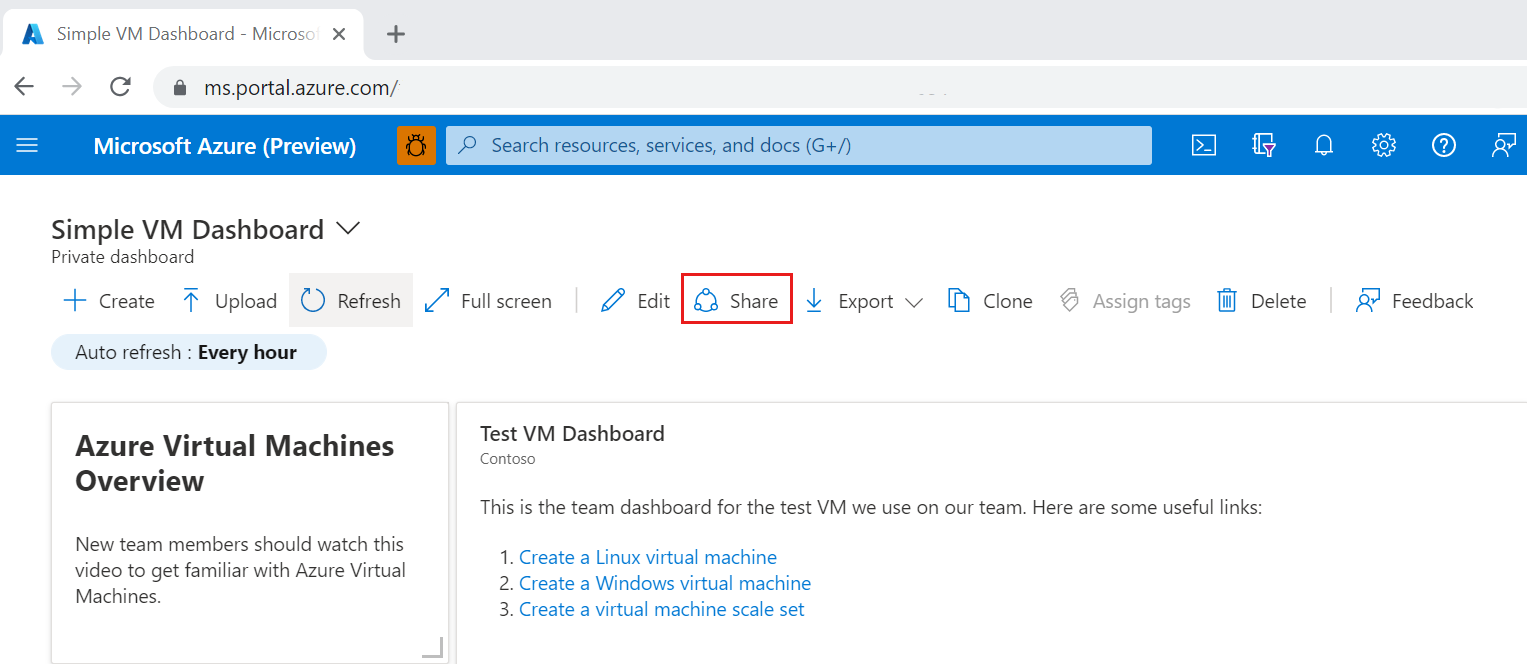 Simple VM Dashboard - Microsof
ms.portal.azure.com/
Microsoft Azure (Preview)
Search resources, services, and docs (G+/)
Simple VM Dashboard
Private dashboard
Create Upload Refresh Full screen Edit Share Export Clone Assign tags Delete Feedback
Auto refresh : Every hour
Azure Virtual Machines
Overview
New team members should watch this
video to get familiar with Azure Virtual
Machines.
Test VM Dashboard
Contoso
This is the team dashboard for the test VM we use on our team. Here are some useful links:
1. Create a Linux virtual machine
2. Create a Windows virtual machine
3. Create a virtual machine scale set